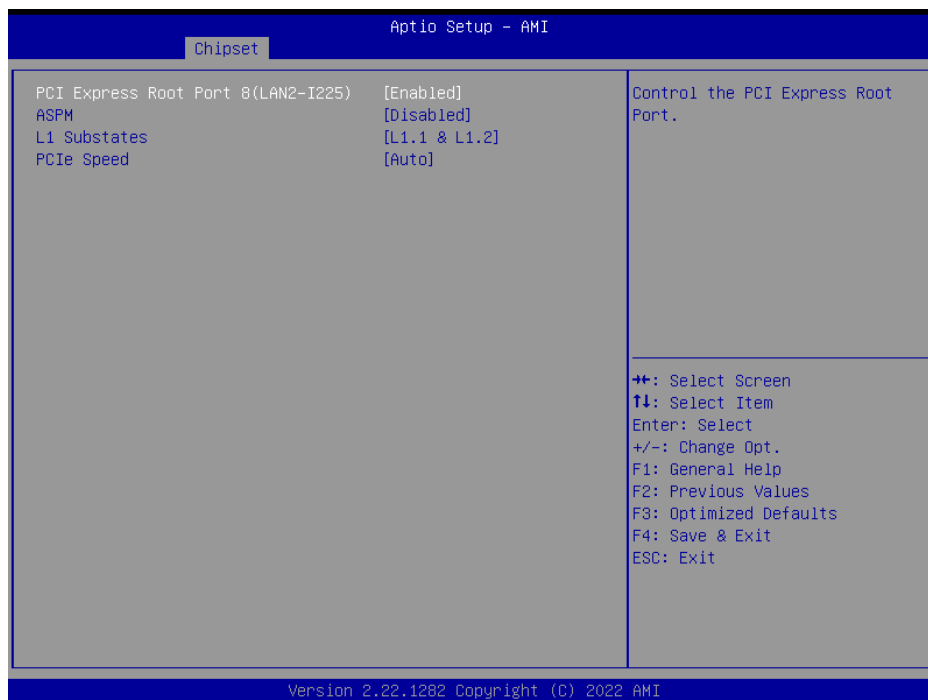 Aptio Setup – AMI
Chipset
PCI Express Root Port 8(LAN2-I225) [Enabled]
ASPM [Disabled]
L1 Substates [L1.1 & L1.2]
PCIe Speed [Auto]
Control the PCI Express Root
Port.
→←: Select Screen
↑↓: Select Item
Enter: Select
+/-: Change Opt.
F1: General Help
F2: Previous Values
F3: Optimized Defaults
F4: Save & Exit
ESC: Exit
Version 2.22.1282 Copyright (C) 2022 AMI